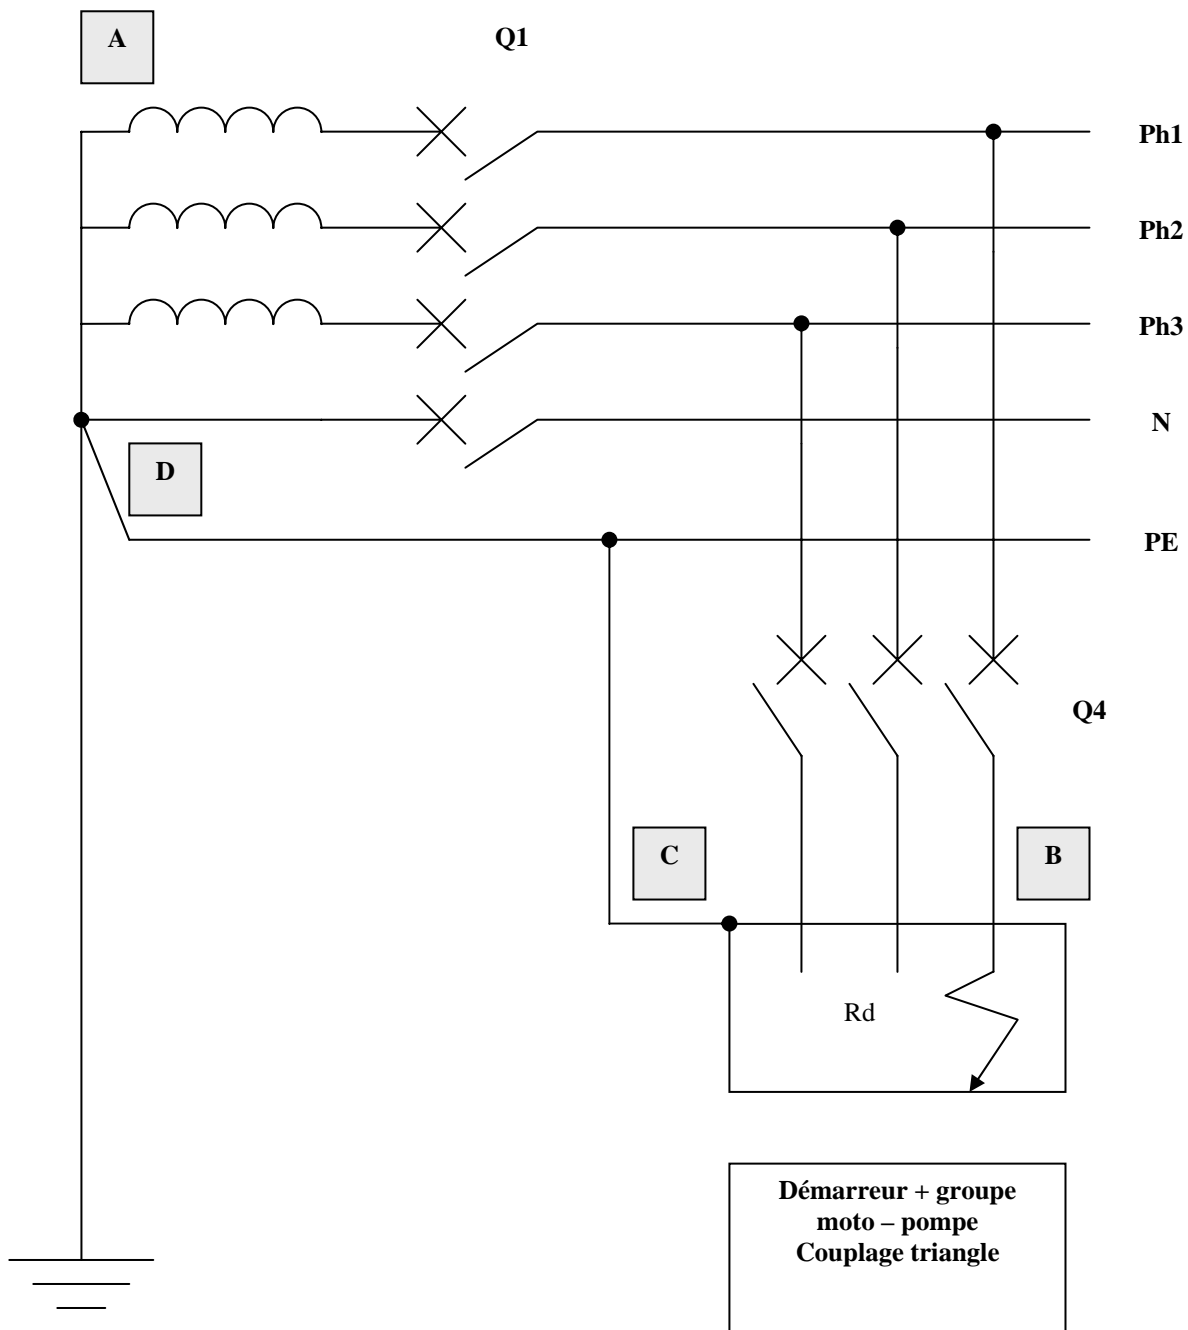 A
Q1
Ph1
Ph2
Ph3
N
D
PE
Q4
C
B
Rd
Démarreur + groupe
moto – pompe
Couplage triangle